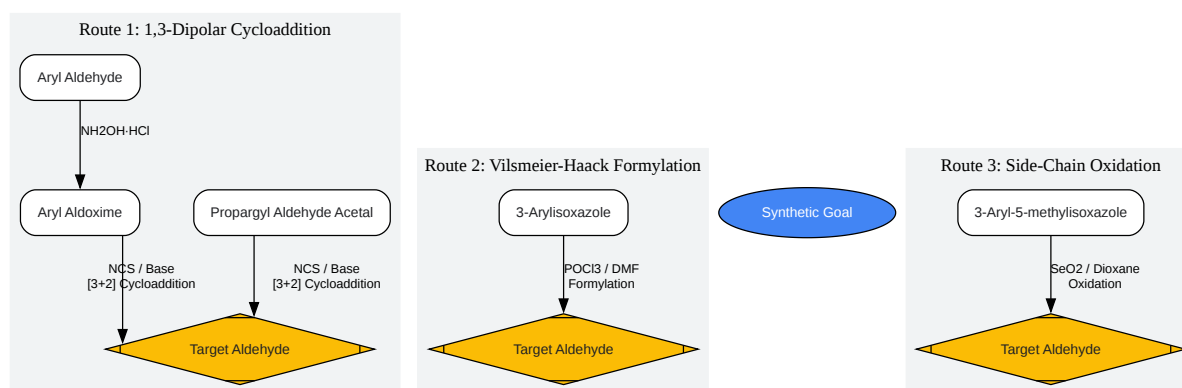 Route 1: 1,3-Dipolar Cycloaddition
Aryl Aldehyde
NH2OH·HCl
Aryl Aldoxime
Propargyl Aldehyde Acetal
NCS / Base
[3+2] Cycloaddition
NCS / Base
[3+2] Cycloaddition
Target Aldehyde
Route 2: Vilsmeier-Haack Formylation
3-Arylisoxazole
POCl3 / DMF
Formylation
Target Aldehyde
Synthetic Goal
Route 3: Side-Chain Oxidation
3-Aryl-5-methylisoxazole
SeO2 / Dioxane
Oxidation
Target Aldehyde